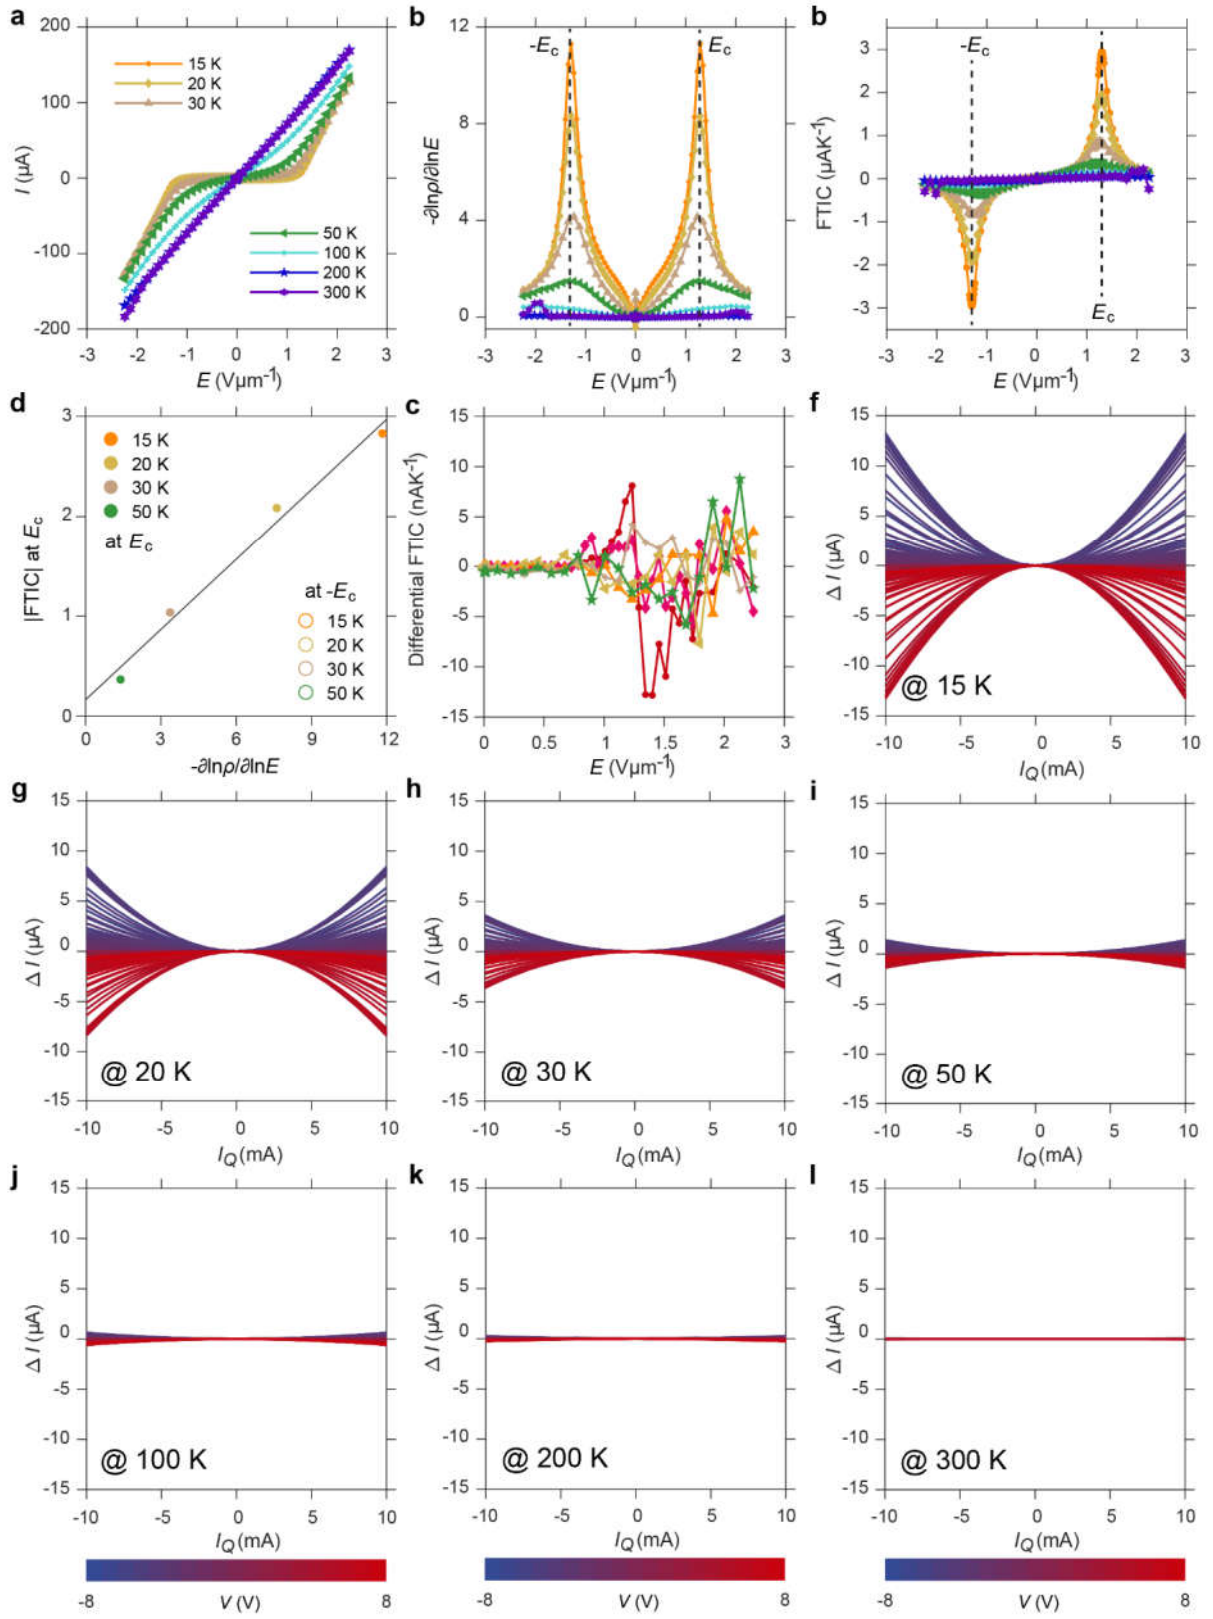 a
200
100
0
-100
-200
I (µA)
15 K
20 K
30 K
50 K
100 K
200 K
300 K
-3 -2 -1 0 1 2 3
E (Vµm⁻¹)
b
12
8
4
0
-∂lnρ/∂lnE
-Ec
Ec
-3 -2 -1 0 1 2 3
E (Vµm⁻¹)
b
3
2
1
0
-1
-2
-3
FTIC (µAK⁻¹)
-Ec
Ec
-3 -2 -1 0 1 2 3
E (Vµm⁻¹)
d
3
2
1
0
|FTIC| at Ec
15 K
20 K
30 K
50 K
at Ec
at -Ec
15 K
20 K
30 K
50 K
0 3 6 9 12
-∂lnρ/∂lnE
c
15
10
5
0
-5
-10
-15
Differential FTIC (nAK⁻¹)
0 0.5 1 1.5 2 2.5
E (Vµm⁻¹)
f
15
10
5
0
-5
-10
15
Δ I (µA)
@ 15 K
-10 -5 0 5 10
IQ (mA)
g
15
10
5
0
-5
-10
-15
Δ I (µA)
@ 20 K
-10 -5 0 5 10
IQ (mA)
h
15
10
5
0
-5
-10
-15
Δ I (µA)
@ 30 K
-10 -5 0 5 10
IQ (mA)
i
15
10
5
0
-5
-10
-15
Δ I (µA)
@ 50 K
-10 -5 0 5 10
IQ (mA)
j
15
10
5
0
-5
-10
-15
Δ I (µA)
@ 100 K
-10 -5 0 5 10
IQ (mA)
-8 V (V) 8
k
15
10
5
0
-5
-10
-15
Δ I (µA)
@ 200 K
-10 -5 0 5 10
IQ (mA)
-8 V (V) 8
l
15
10
5
0
-5
-10
-15
Δ I (µA)
@ 300 K
-10 -5 0 5 10
IQ (mA)
-8 V (V) 8